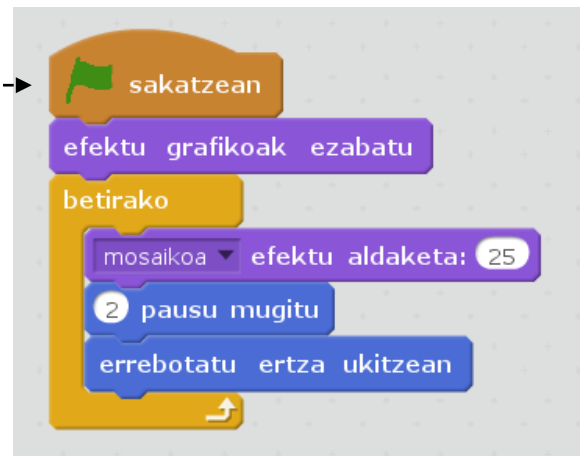 sakatzean
efektu grafikoak ezabatu
betirako
mosaikoa efektu aldaketa: 25
2 pausu mugitu
errebotatu ertza ukitzean